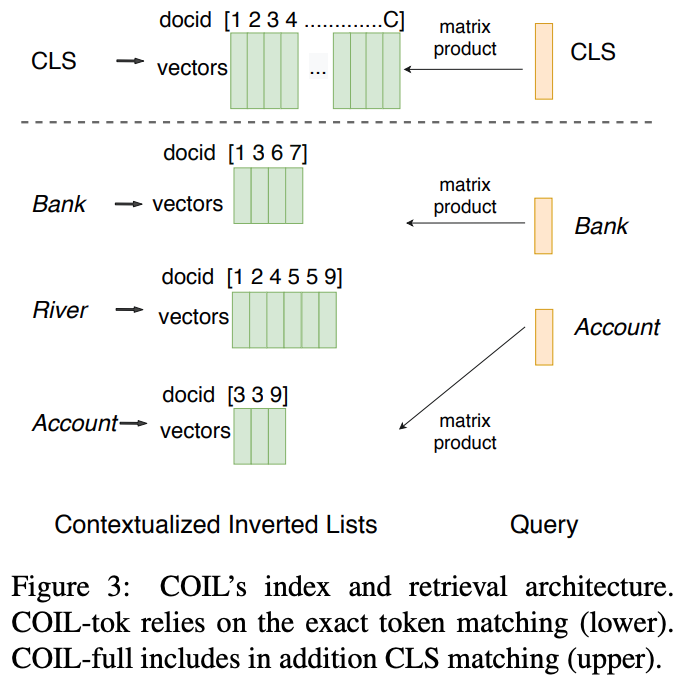 docid [1 2 3 4 .............C]
CLS
vectors
...
matrix
product
CLS
docid [1 3 6 7]
Bank
vectors
matrix
product
Bank
docid [1 2 4 5 5 9]
River
vectors
Account
docid [3 3 9]
Account
vectors
matrix
product
Contextualized Inverted Lists
Query
Figure 3: COIL's index and retrieval architecture.
COIL-tok relies on the exact token matching (lower).
COIL-full includes in addition CLS matching (upper).